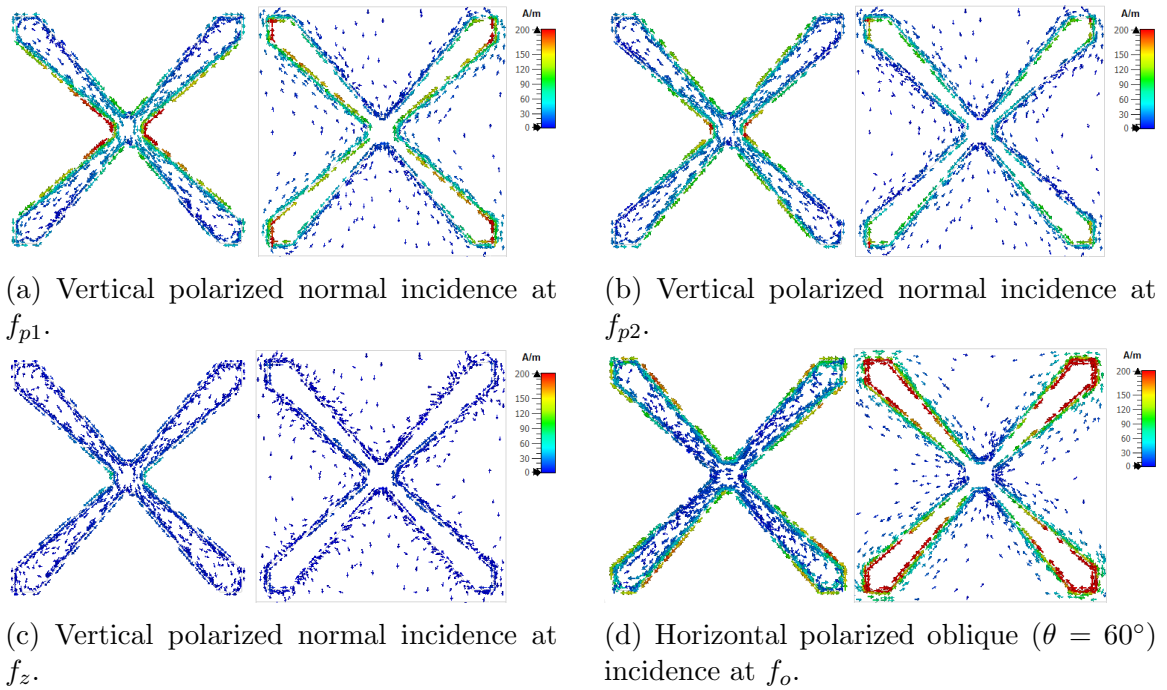 A/m
200
150
120
90
60
30
0
A/m
200
150
120
90
60
30
0
(a) Vertical polarized normal incidence at
f_{p1}.
(b) Vertical polarized normal incidence at
f_{p2}.
A/m
200
150
120
90
60
30
0
A/m
200
150
120
90
60
30
0
(c) Vertical polarized normal incidence at
f_z.
(d) Horizontal polarized oblique (θ = 60°)
incidence at f_o.